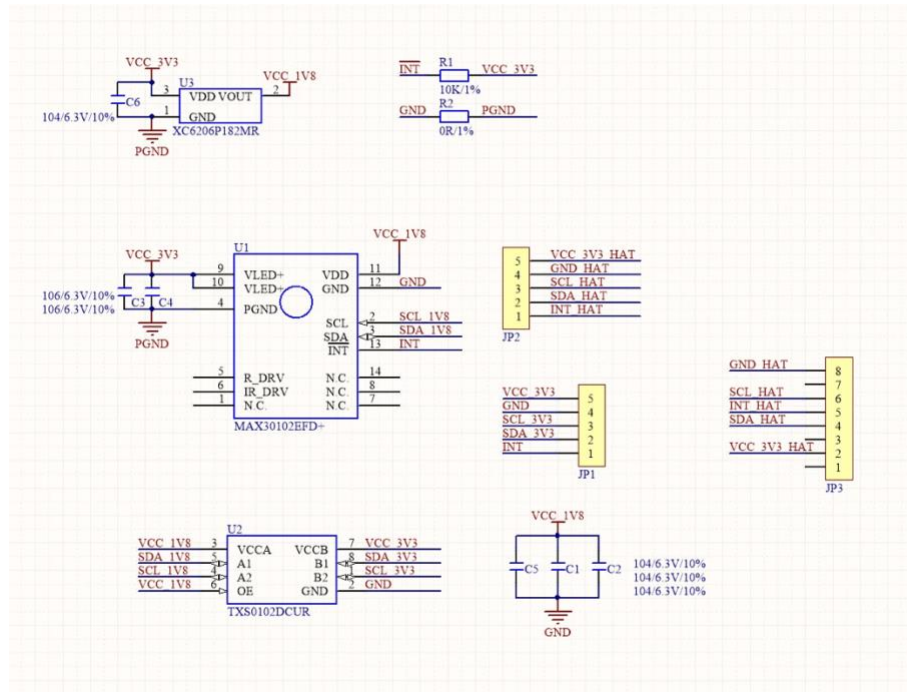 VCC_3V3
U3
VCC_1V8
3 VDD VOUT 2
C6
1 GND
104/6.3V/10%
XC6206P182MR
PGND
INT R1 VCC_3V3
10K/1%
GND R2 PGND
0R/1%
VCC_3V3
U1
VCC_1V8
9 VLED+ VDD 11
10 VLED+ GND 12 GND
106/6.3V/10%
106/6.3V/10%
C3 C4
4 PGND
PGND
SCL 2 SCL_1V8
SDA 3 SDA_1V8
INT 13 INT
5 R_DRV N.C. 14
6 IR_DRV N.C. 8
1 N.C. N.C. 7
MAX30102EFD+
5 VCC_3V3_HAT
4 GND_HAT
3 SCL_HAT
2 SDA_HAT
1 INT_HAT
JP2
VCC_3V3 5
GND 4
SCL_3V3 3
SDA_3V3 2
INT 1
JP1
GND_HAT 8
7
SCL_HAT 6
INT_HAT 5
SDA_HAT 4
3
VCC_3V3_HAT 2
1
JP3
U2
VCC_1V8 3 VCCA VCCB 7 VCC_3V3
SDA_1V8 5 A1 B1 8 SDA_3V3
SCL_1V8 4 A2 B2 1 SCL_3V3
VCC_1V8 6 OE GND 2 GND
TXS0102DCUR
VCC_1V8
C5 C1 C2
104/6.3V/10%
104/6.3V/10%
104/6.3V/10%
GND